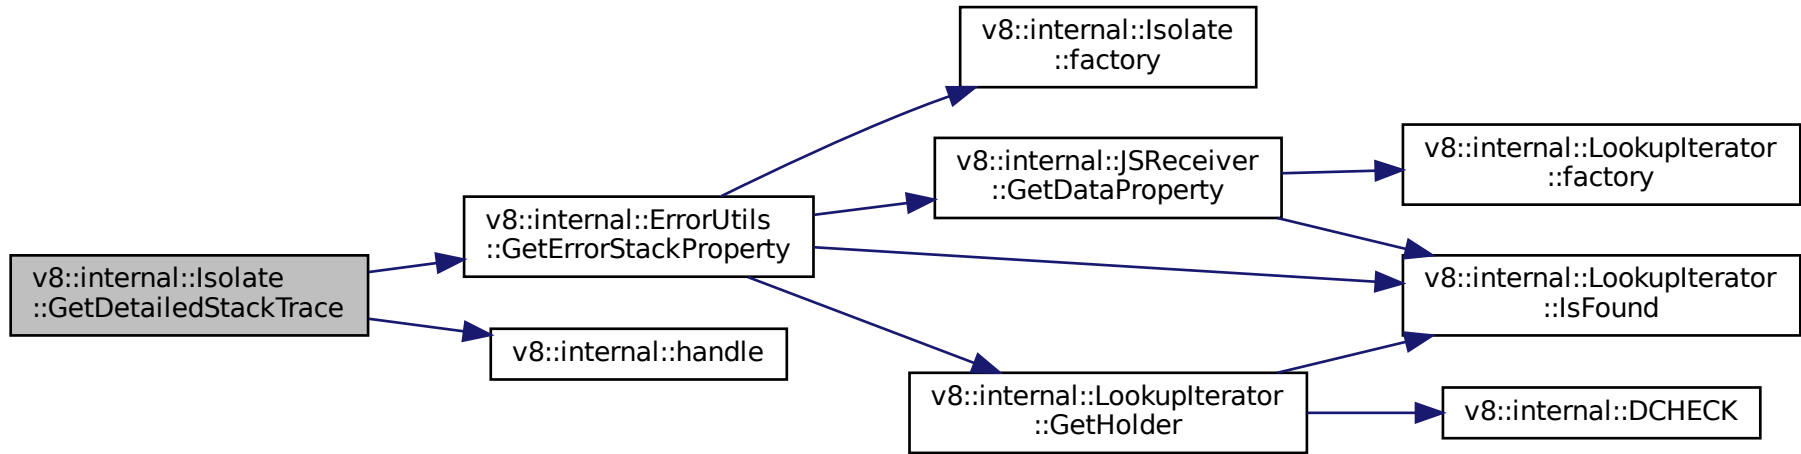 v8::internal::Isolate
::GetDetailedStackTrace
v8::internal::ErrorUtils
::GetErrorStackProperty
v8::internal::handle
v8::internal::Isolate
::factory
v8::internal::JSReceiver
::GetDataProperty
v8::internal::LookupIterator
::GetHolder
v8::internal::LookupIterator
::factory
v8::internal::LookupIterator
::IsFound
v8::internal::DCHECK